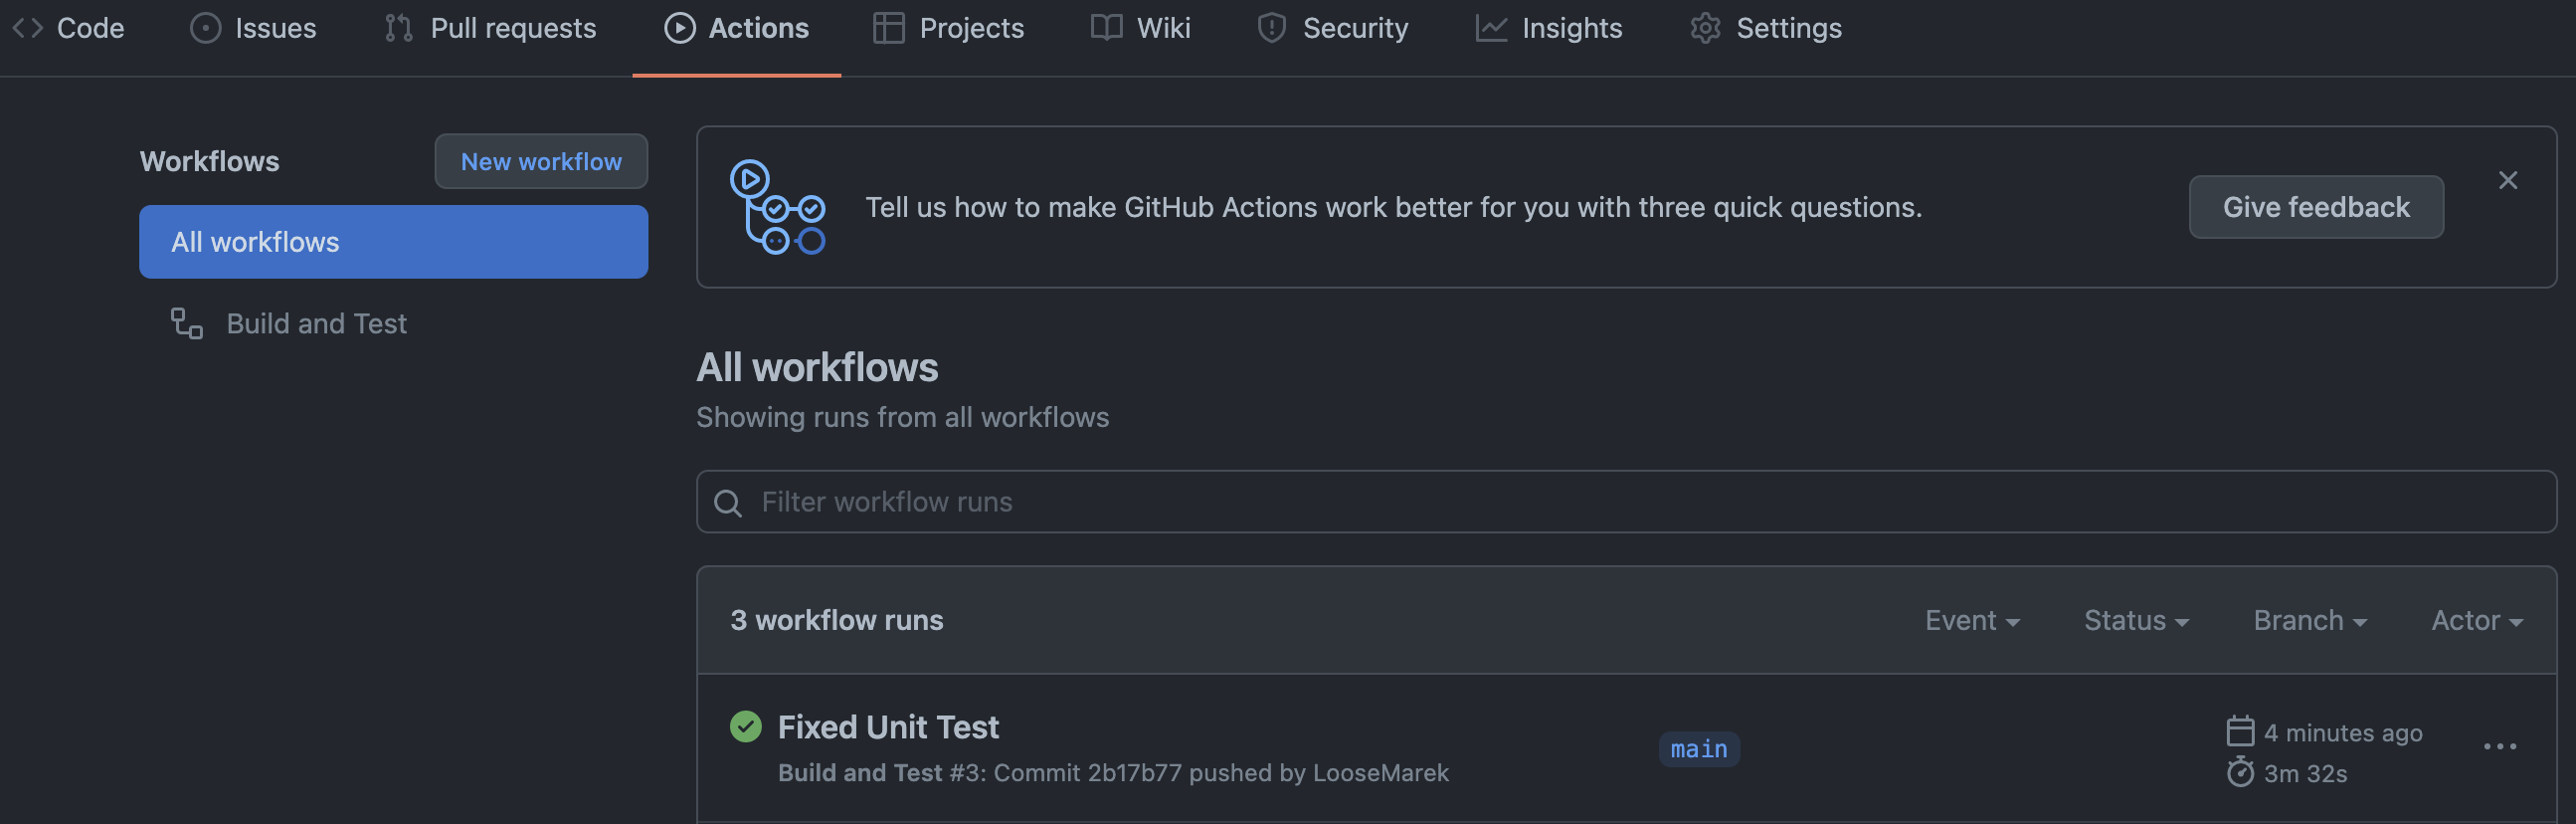 Code Issues Pull requests Actions Projects Wiki Security Insights Settings
Workflows
New workflow
All workflows
Build and Test
Tell us how to make GitHub Actions work better for you with three quick questions.
Give feedback
All workflows
Showing runs from all workflows
Filter workflow runs
3 workflow runs
Event Status Branch Actor
Fixed Unit Test
Build and Test #3: Commit 2b17b77 pushed by LooseMarek
main
4 minutes ago
3m 32s